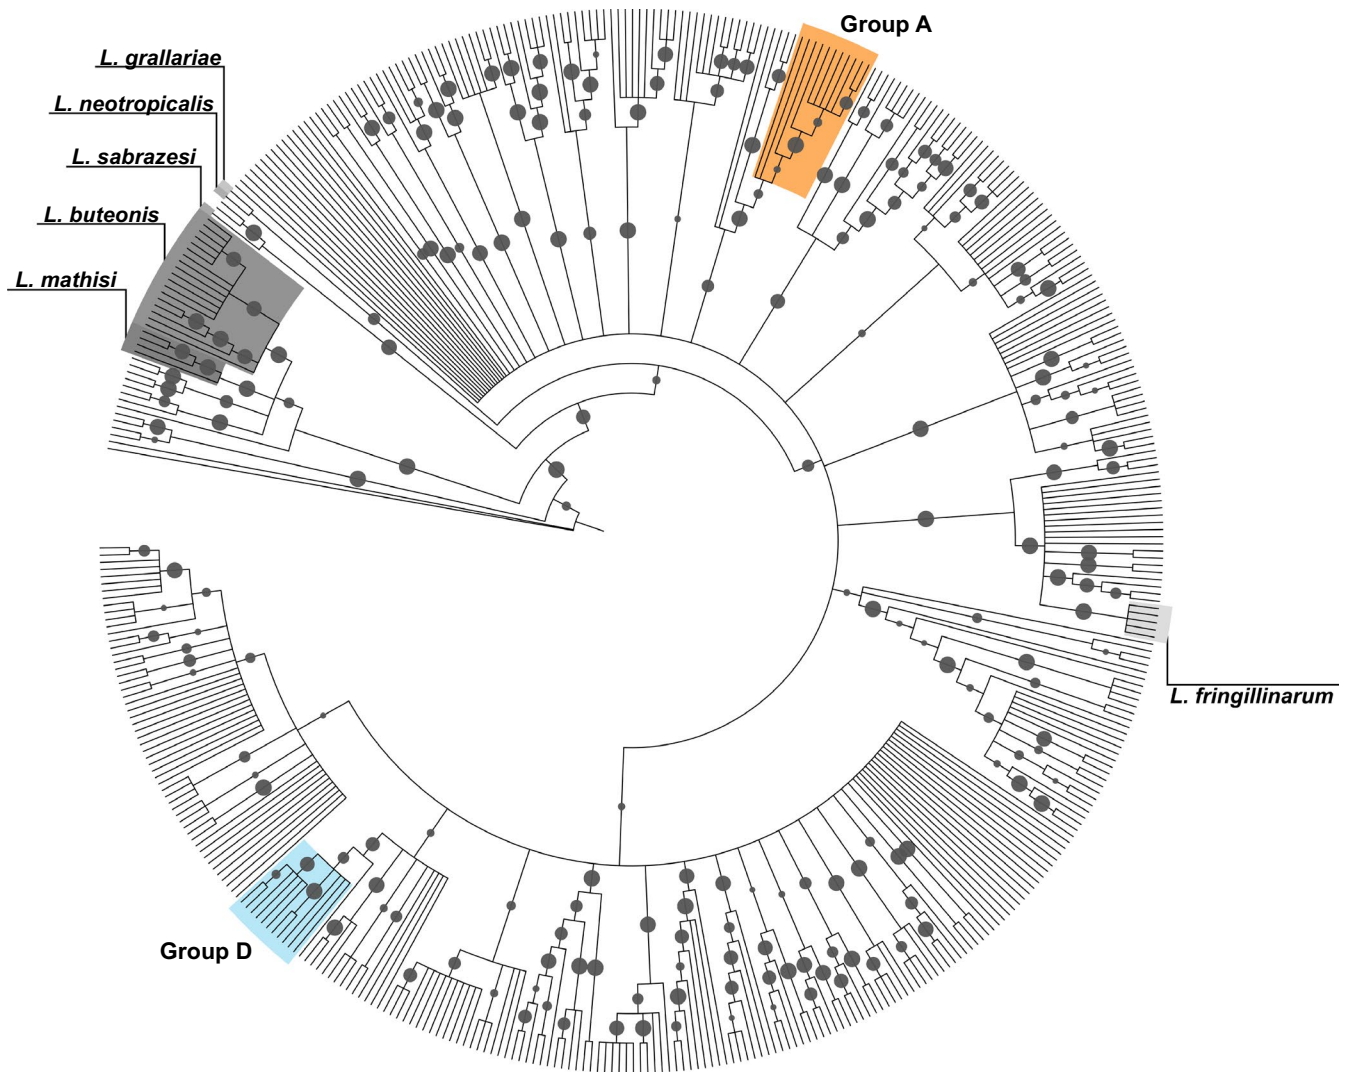 Group A
L. grallariae
L. neotropicalis
L. sabrazesi
L. buteonis
L. mathisi
L. fringillinarum
Group D